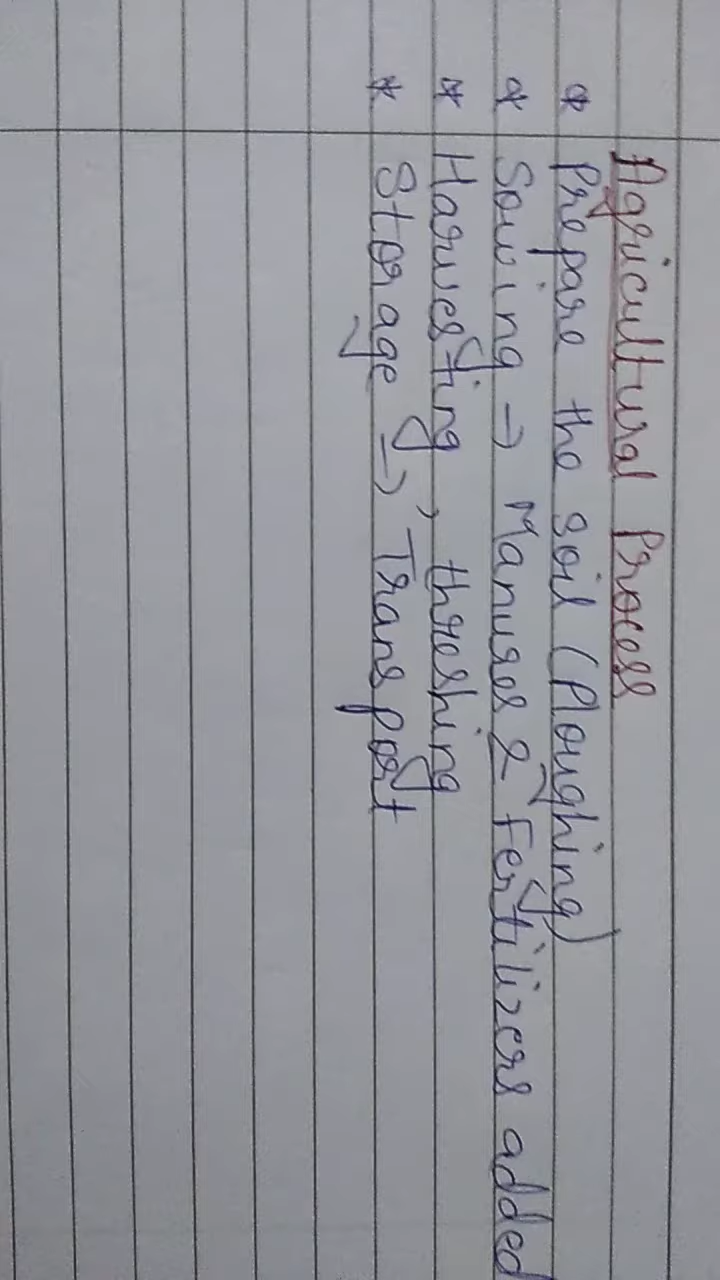 Agricultural Process
* Prepare the soil (Ploughing)
* Sowing → Manures & Fertilizers added
* Harvesting, threshing
* Storage → Transport